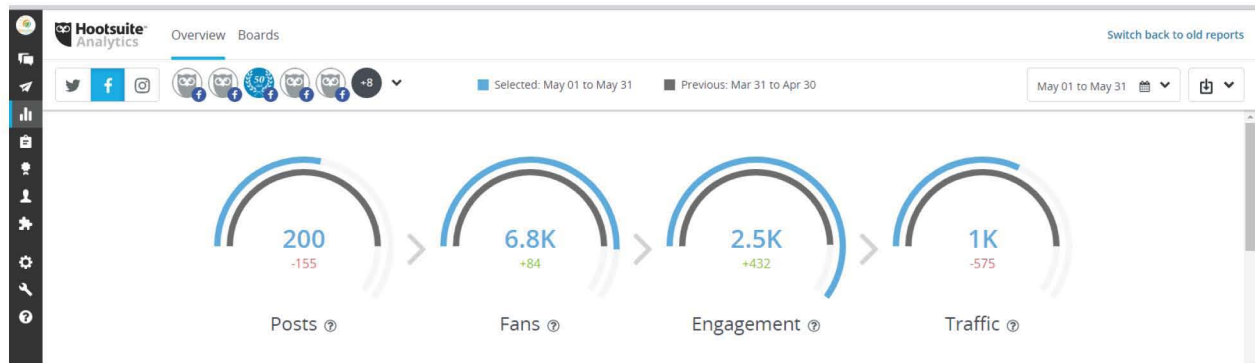 Hootsuite™
Analytics
Overview Boards
Switch back to old reports
50
+8
Selected: May 01 to May 31
Previous: Mar 31 to Apr 30
May 01 to May 31
200
-155
Posts ?
6.8K
+84
Fans ?
2.5K
+432
Engagement ?
1K
-575
Traffic ?